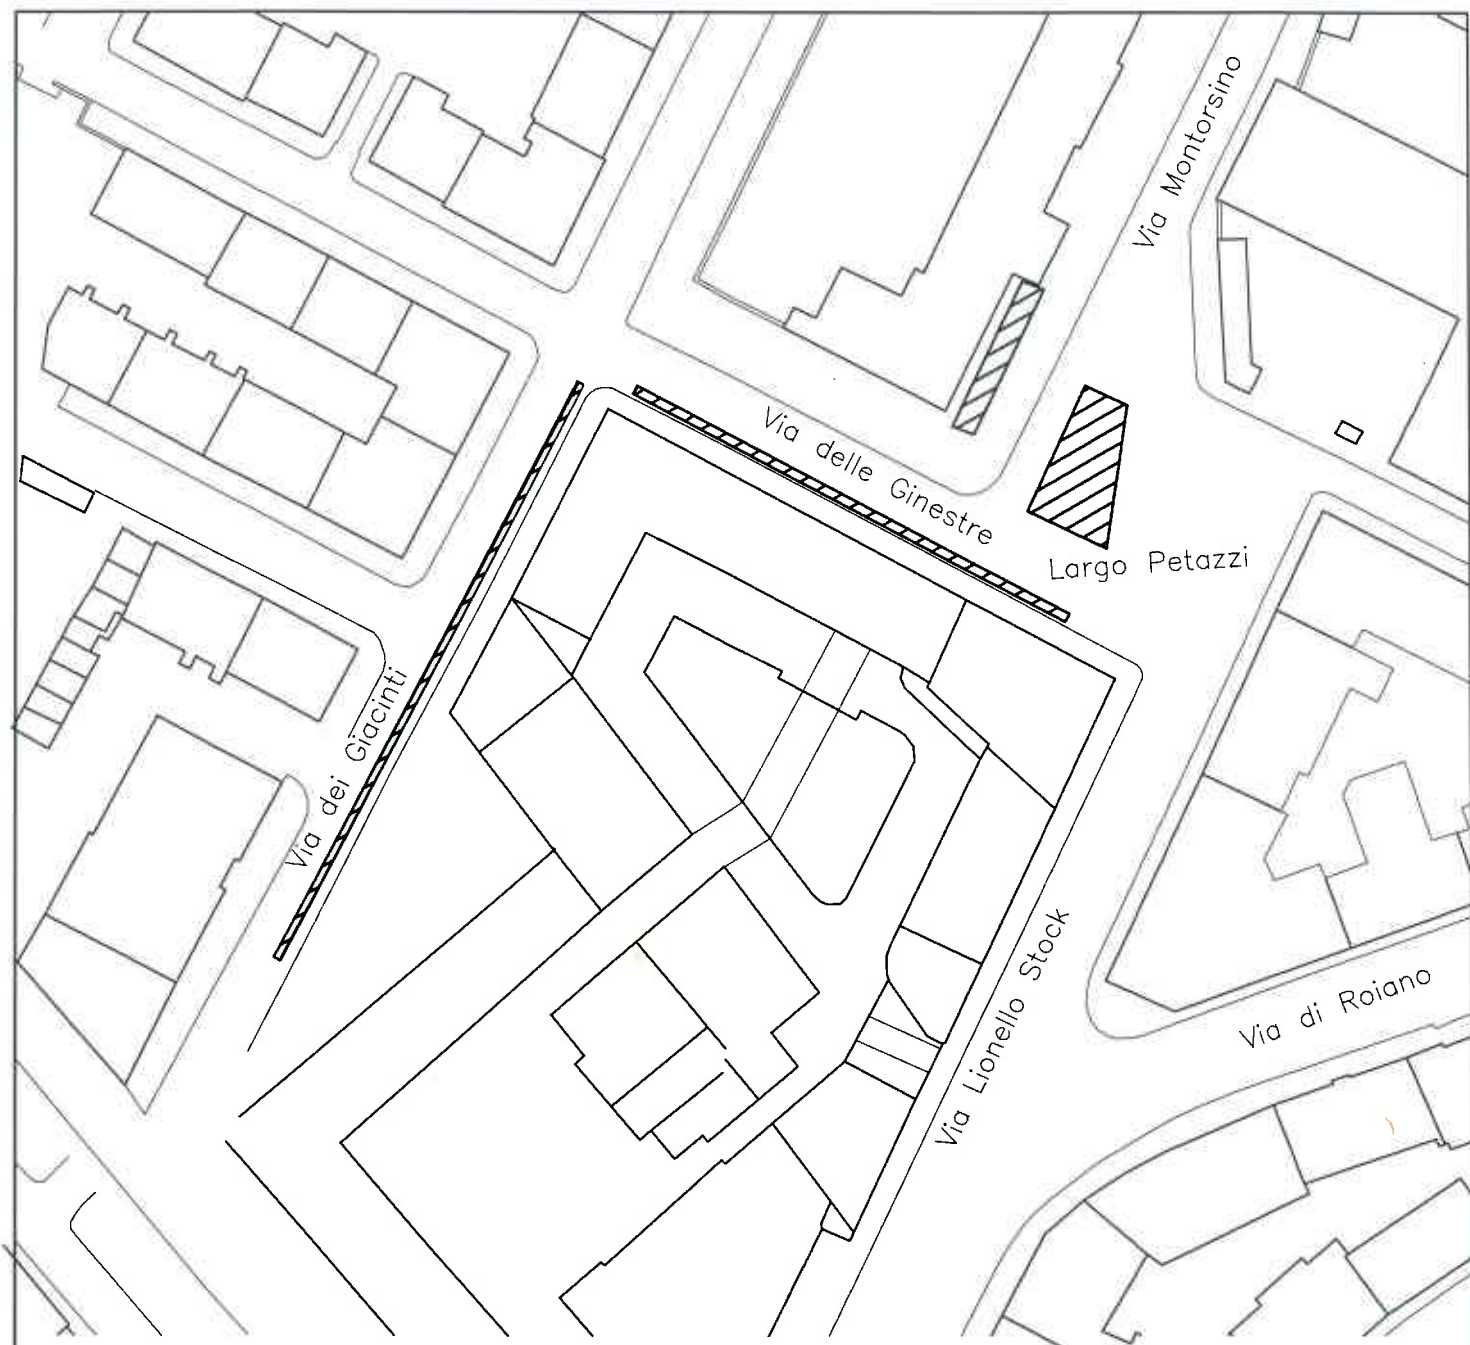 Via Montorsino
Via delle Ginestre
Largo Petazzi
Via dei Giacinti
Via Lionello Stock
Via di Roiano